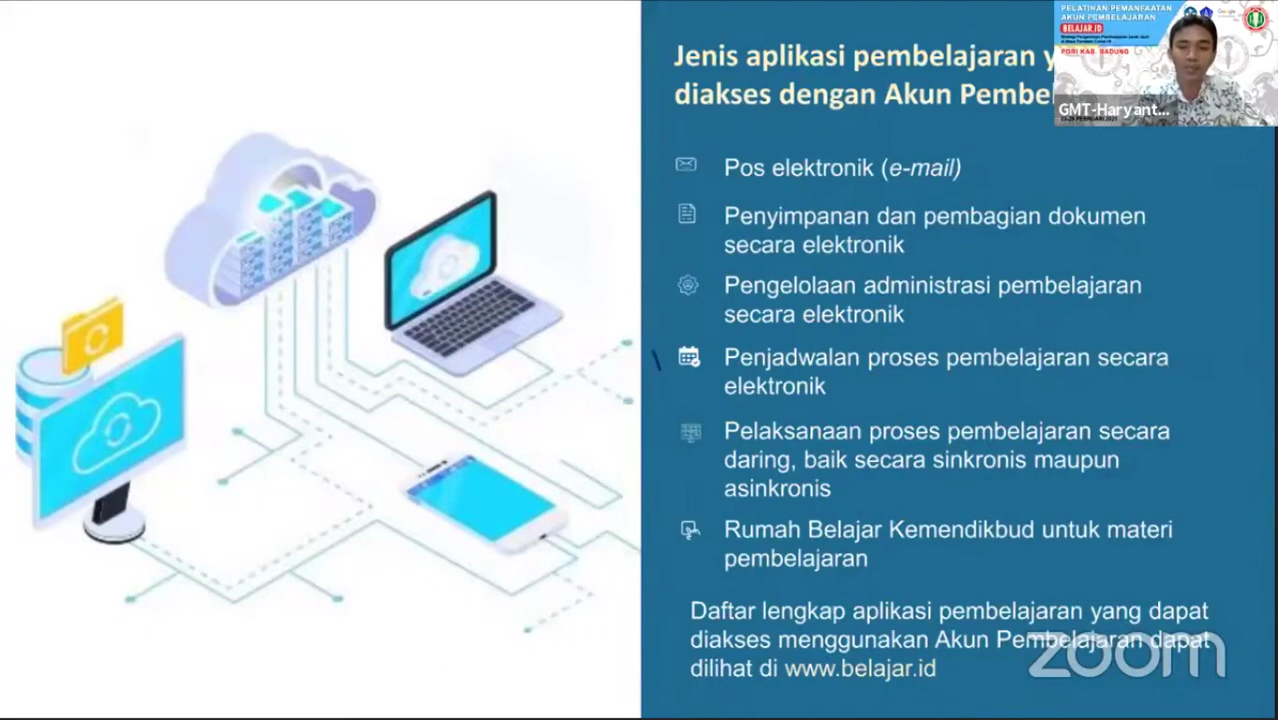 Jenis aplikasi pembelajaran
diakses dengan Akun
Pos elektronik (e-mail)
Penyimpanan dan pembagian dokumen
secara elektronik
Pengelolaan administrasi pembelajaran
secara elektronik
Penjadwalan proses pembelajaran secara
elektronik
Pelaksanaan proses pembelajaran secara
daring, baik secara sinkronis maupun
asinkronis
Rumah Belajar Kemendikbud untuk materi
pembelajaran
Daftar lengkap aplikasi pembelajaran yang dapat
diakses menggunakan Akun Pembelajaran dapat
dilihat di www.belajar.id
zoom
PELATIHAN PEMANFAATAN
AKUN PEMBELAJARAN
BELAJAR.ID
PGRI KAB. BADUNG
GMT-Haryant...